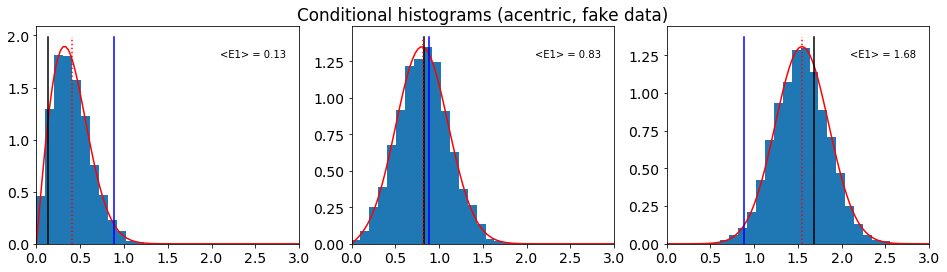 Conditional histograms (acentric, fake data)
<E1> = 0.13
2.0
1.5
1.0
0.5
0.0
0.0 0.5 1.0 1.5 2.0 2.5 3.0
<E1> = 0.83
1.25
1.00
0.75
0.50
0.25
0.00
0.0 0.5 1.0 1.5 2.0 2.5 3.0
<E1> = 1.68
1.25
1.00
0.75
0.50
0.25
0.00
0.0 0.5 1.0 1.5 2.0 2.5 3.0